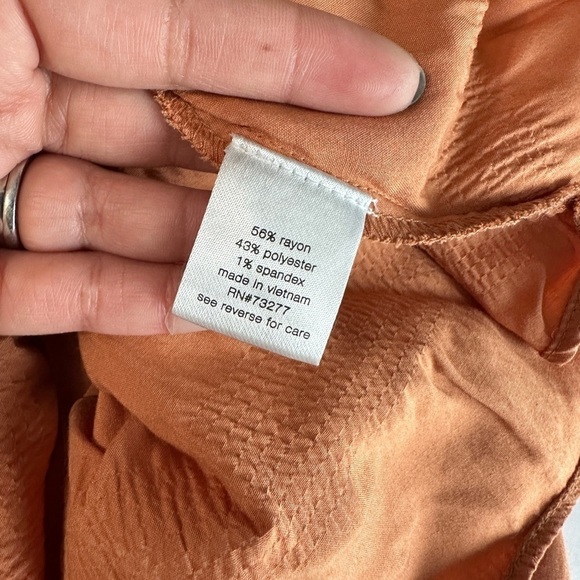 56% rayon
43% polyester
1% spandex
made in vietnam
RN#73277
see reverse for care